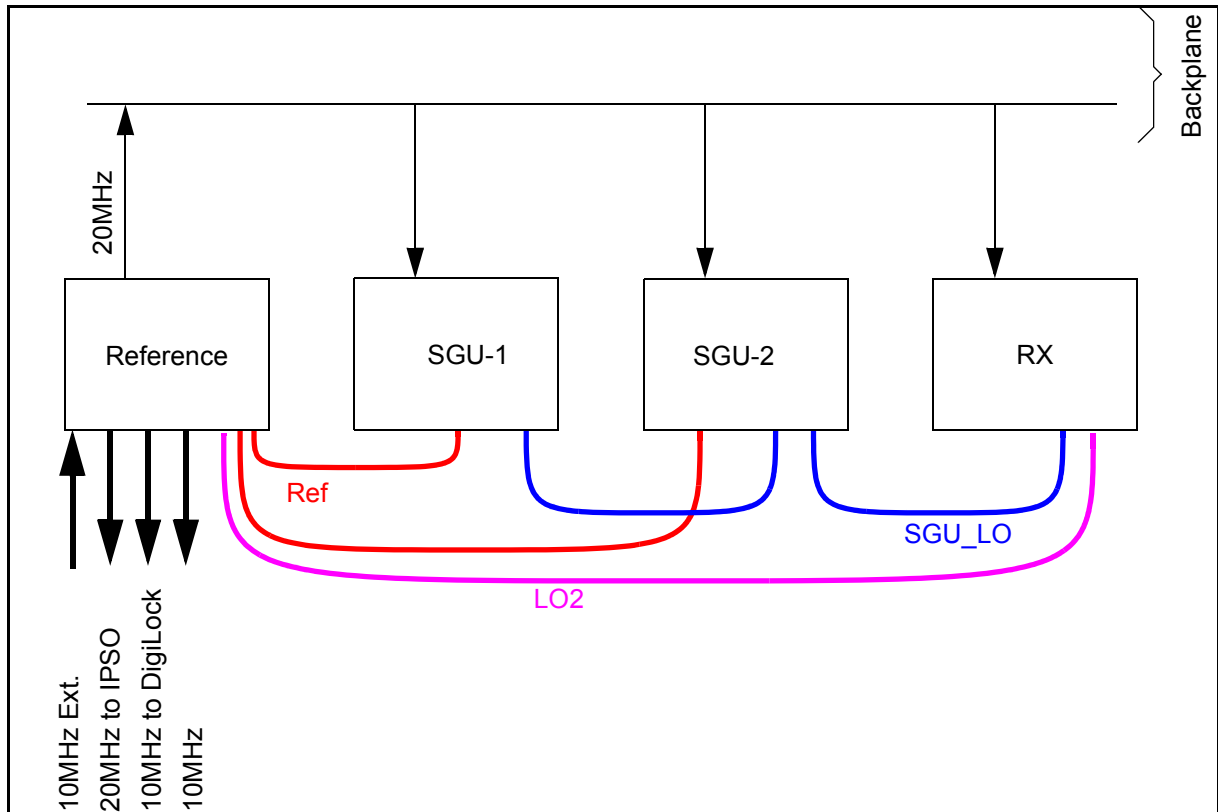 Backplane
20MHz
Reference
SGU-1
SGU-2
RX
Ref
SGU_LO
LO2
10MHz Ext.
20MHz to IPSO
10MHz to DigiLock
10MHz